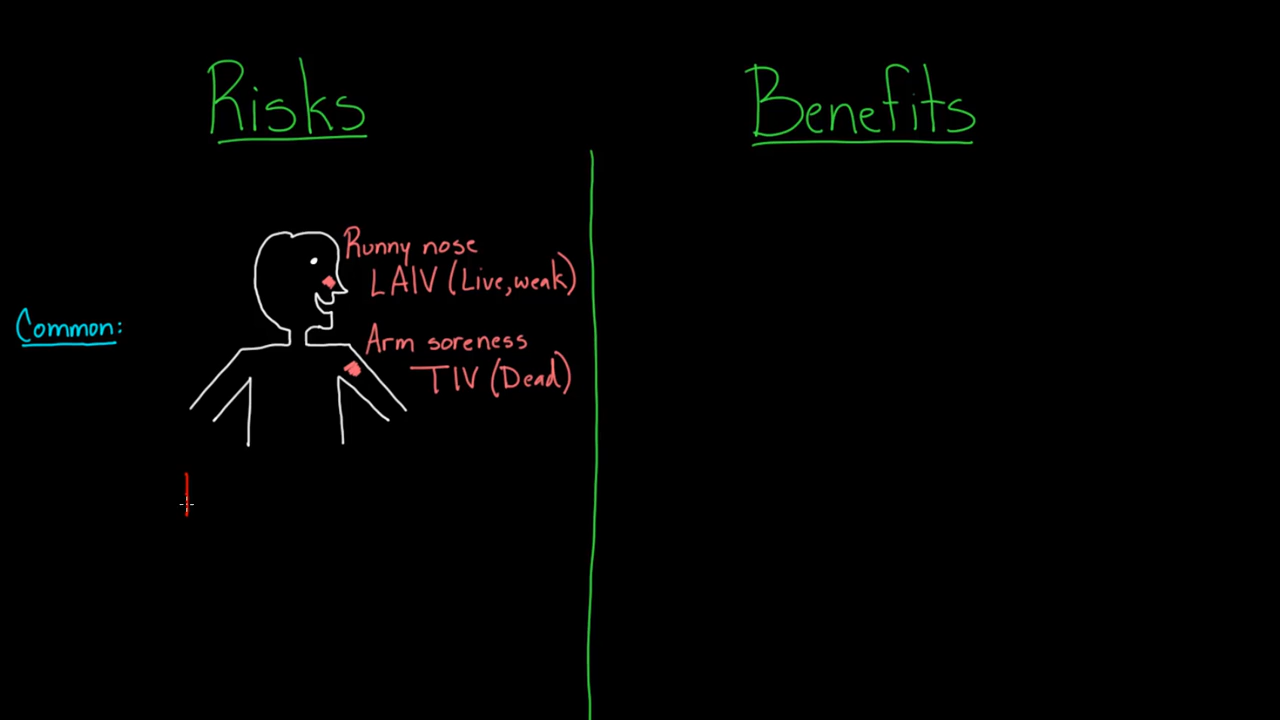 Risks
Benefits
Runny nose
LAIV (Live, weak)
Common:
Arm soreness
TIV (Dead)